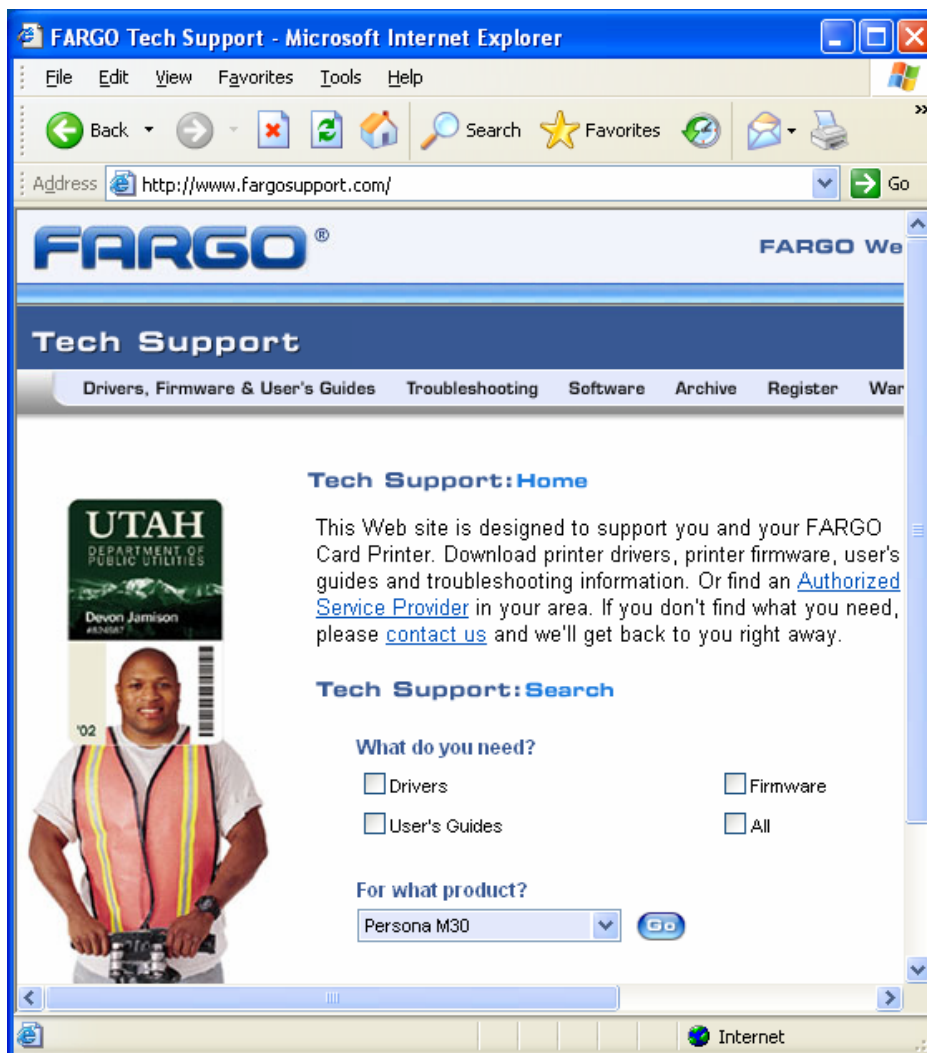 FARGO Tech Support - Microsoft Internet Explorer
File Edit View Favorites Tools Help
Back Search Favorites »
Address http://www.fargosupport.com/ Go
FARGO® FARGO We
Tech Support
Drivers, Firmware & User's Guides Troubleshooting Software Archive Register War
Tech Support:Home
This Web site is designed to support you and your FARGO
Card Printer. Download printer drivers, printer firmware, user's
guides and troubleshooting information. Or find an Authorized
Service Provider in your area. If you don't find what you need,
please contact us and we'll get back to you right away.
UTAH
DEPARTMENT OF
PUBLIC UTILITIES
Devon Jamison
'02
Tech Support:Search
What do you need?
Drivers Firmware
User's Guides All
For what product?
Persona M30 Go
Internet